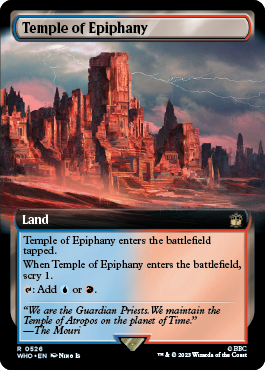 Temple of Epiphany
Land
Temple of Epiphany enters the battlefield
tapped.
When Temple of Epiphany enters the battlefield,
scry 1.
: Add or .
“We are the Guardian Priests. We maintain the
Temple of Atropos on the planet of Time.”
—The Mouri
R 0526
WHO • EN Nino Is
© BBC
™ & © 2023 Wizards of the Coast